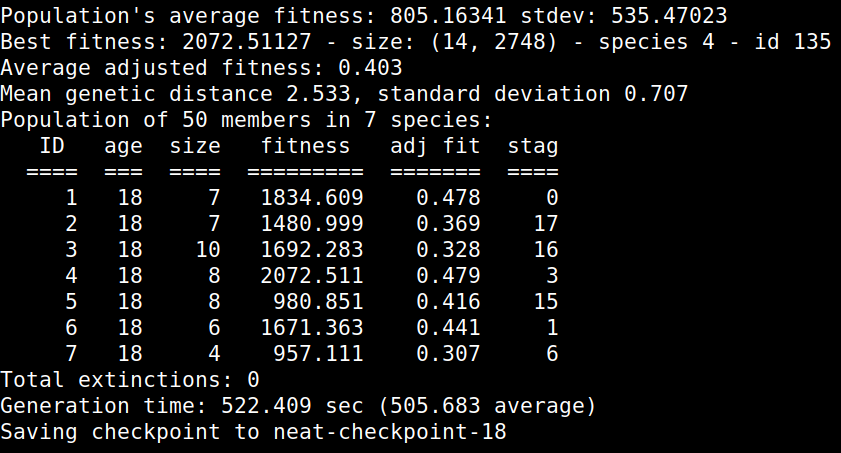 Population's average fitness: 805.16341 stdev: 535.47023
Best fitness: 2072.51127 - size: (14, 2748) - species 4 - id 135
Average adjusted fitness: 0.403
Mean genetic distance 2.533, standard deviation 0.707
Population of 50 members in 7 species:
   ID   age  size   fitness   adj fit  stag
  ====  ===  ====  =========  =======  ====
     1   18     7   1834.609    0.478     0
     2   18     7   1480.999    0.369    17
     3   18    10   1692.283    0.328    16
     4   18     8   2072.511    0.479     3
     5   18     8    980.851    0.416    15
     6   18     6   1671.363    0.441     1
     7   18     4    957.111    0.307     6
Total extinctions: 0
Generation time: 522.409 sec (505.683 average)
Saving checkpoint to neat-checkpoint-18